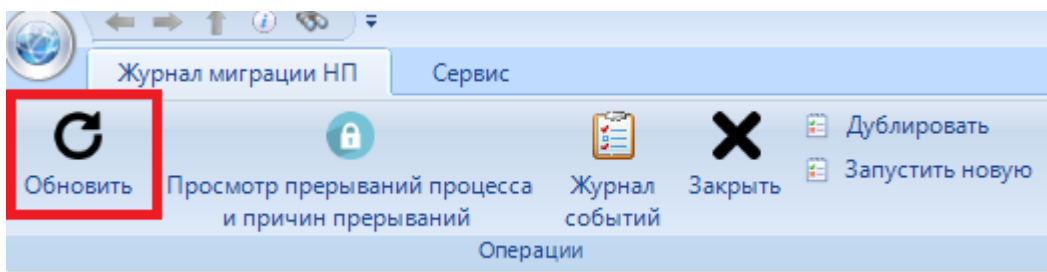 Журнал миграции НП
Сервис
Обновить
Просмотр прерываний процесса
и причин прерываний
Журнал
событий
Закрыть
Дублировать
Запустить новую
Операции